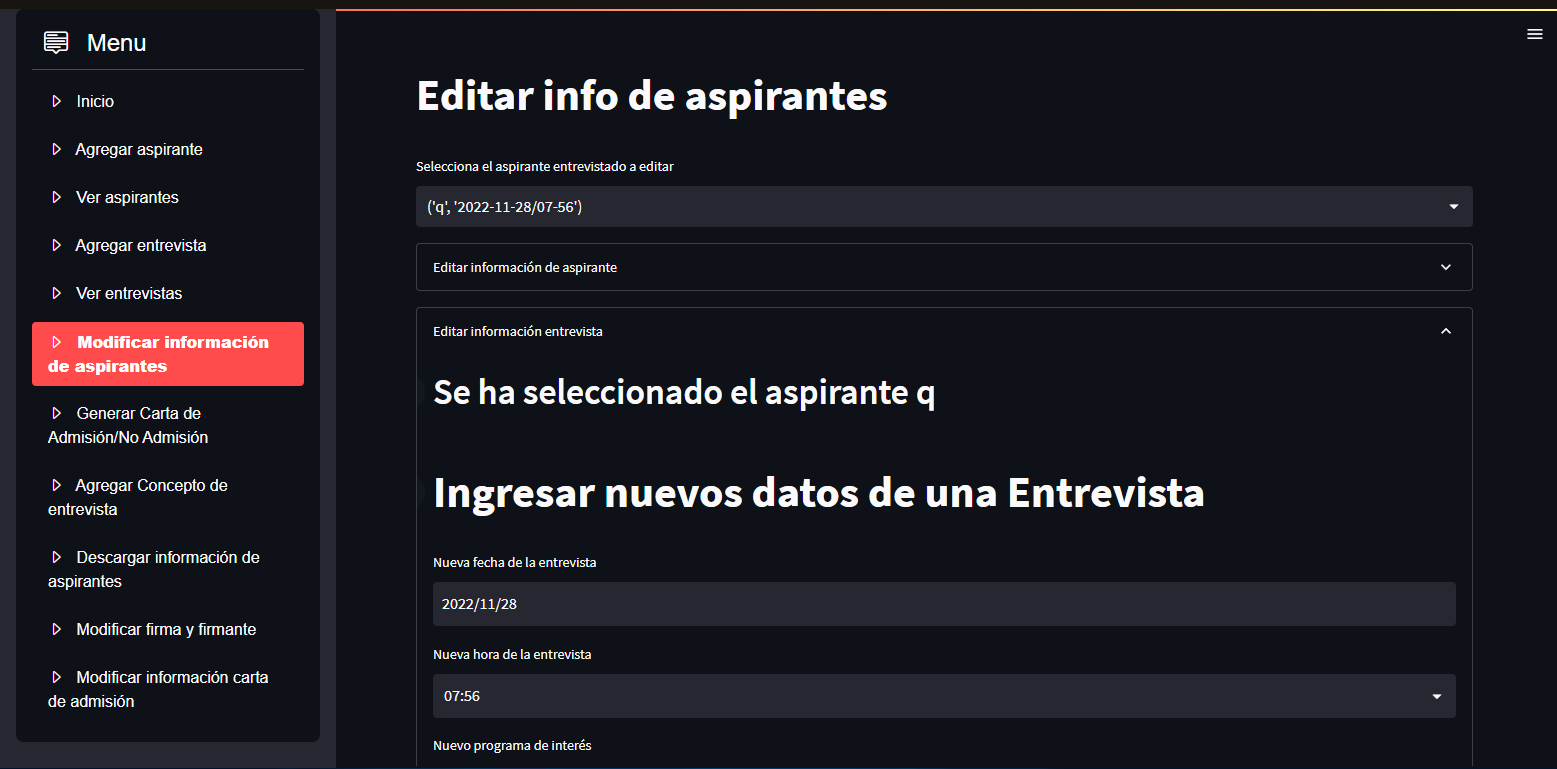 Menu
Inicio
Agregar aspirante
Ver aspirantes
Agregar entrevista
Ver entrevistas
Modificar información
de aspirantes
Generar Carta de
Admisión/No Admisión
Agregar Concepto de
entrevista
Descargar información de
aspirantes
Modificar firma y firmante
Modificar información carta
de admisión
Editar info de aspirantes
Selecciona el aspirante entrevistado a editar
('q', '2022-11-28/07-56')
Editar información de aspirante
Editar información entrevista
Se ha seleccionado el aspirante q
Ingresar nuevos datos de una Entrevista
Nueva fecha de la entrevista
2022/11/28
Nueva hora de la entrevista
07:56
Nuevo programa de interés